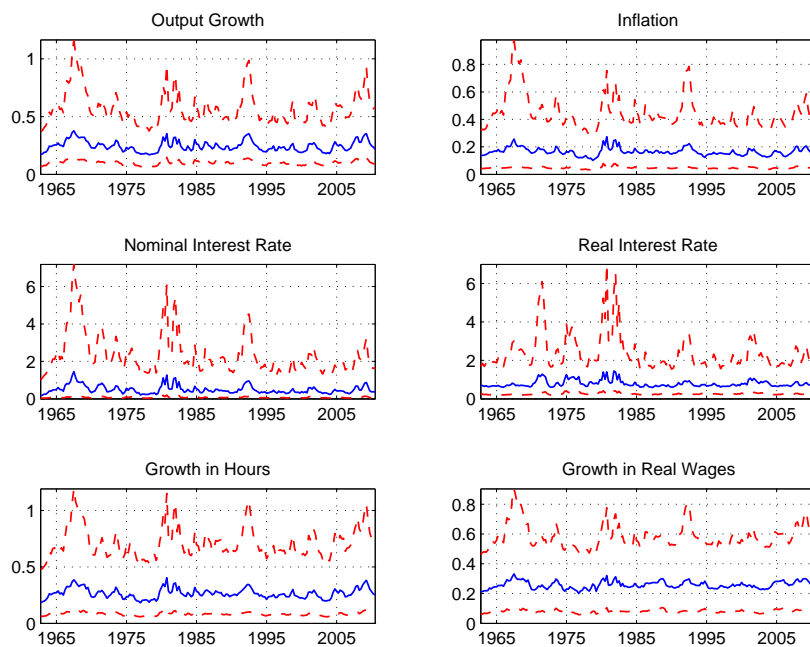 Output Growth
1
0.5
0
1965 1975 1985 1995 2005
Inflation
0.8
0.6
0.4
0.2
0
1965 1975 1985 1995 2005
Nominal Interest Rate
6
4
2
0
1965 1975 1985 1995 2005
Real Interest Rate
6
4
2
0
1965 1975 1985 1995 2005
Growth in Hours
1
0.5
0
1965 1975 1985 1995 2005
Growth in Real Wages
0.8
0.6
0.4
0.2
0
1965 1975 1985 1995 2005